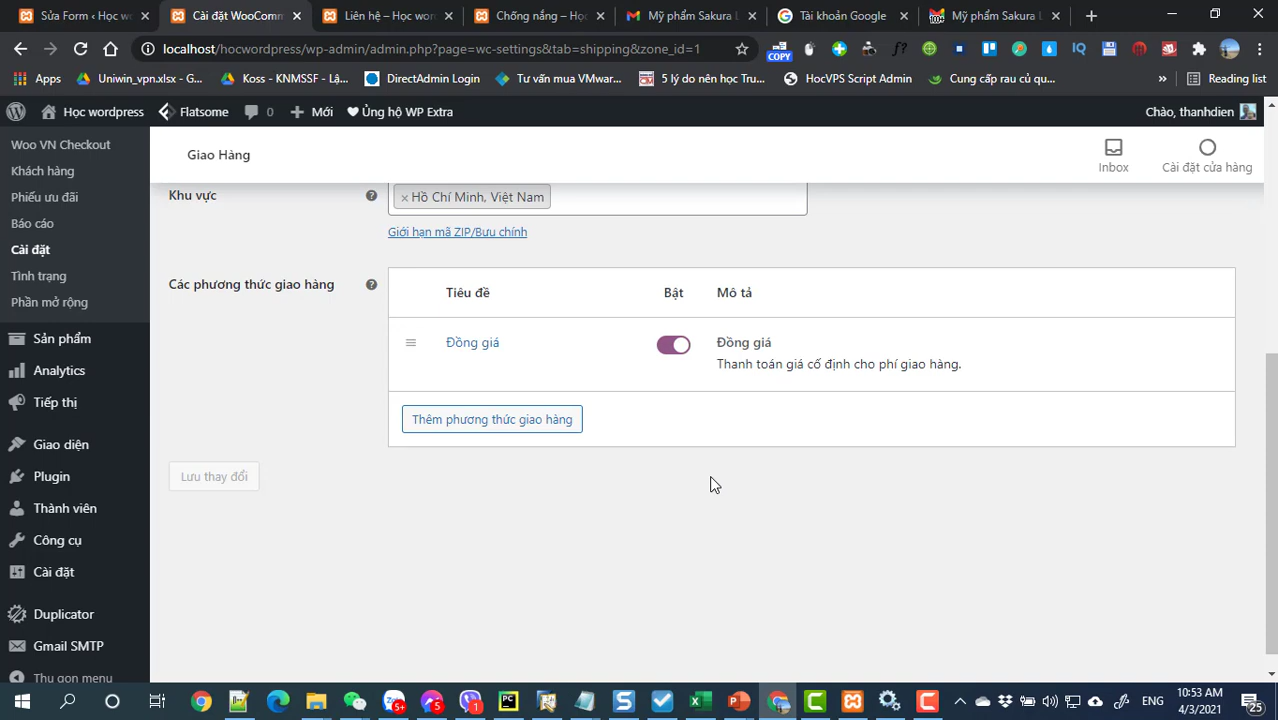 Sửa Form ‹ Học w
Cài đặt WooComm
Liên hệ – Học wor
Chống nắng – Họ
Mỹ phẩm Sakura L
Tài khoản Google
Mỹ phẩm Sakura L
localhost/hocwordpress/wp-admin/admin.php?page=wc-settings&tab=shipping&zone_id=1
COPY
f?
IQ
Apps
Uniwin_vpn.xlsx - G...
Koss - KNMSSF - Lậ...
DirectAdmin Login
Tư vấn mua VMwar...
5 lý do nên học Tru...
HocVPS Script Admin
Cung cấp rau củ qu...
»
Reading list
Học wordpress
Flatsome
0
Mới
Ủng hộ WP Extra
Chào, thanhdien
Woo VN Checkout
Khách hàng
Phiếu ưu đãi
Báo cáo
Cài đặt
Tình trạng
Phần mở rộng
Sản phẩm
Analytics
Tiếp thị
Giao diện
Plugin
Thành viên
Công cụ
Cài đặt
Duplicator
Gmail SMTP
Thu gọn menu
Giao Hàng
Inbox
Cài đặt cửa hàng
Khu vực
× Hồ Chí Minh, Việt Nam
Giới hạn mã ZIP/Bưu chính
Các phương thức giao hàng
Tiêu đề
Bật
Mô tả
Đồng giá
Đồng giá
Thanh toán giá cố định cho phí giao hàng.
Thêm phương thức giao hàng
Lưu thay đổi
5+
5
1
PC
ENG
10:53 AM
4/3/2021
25